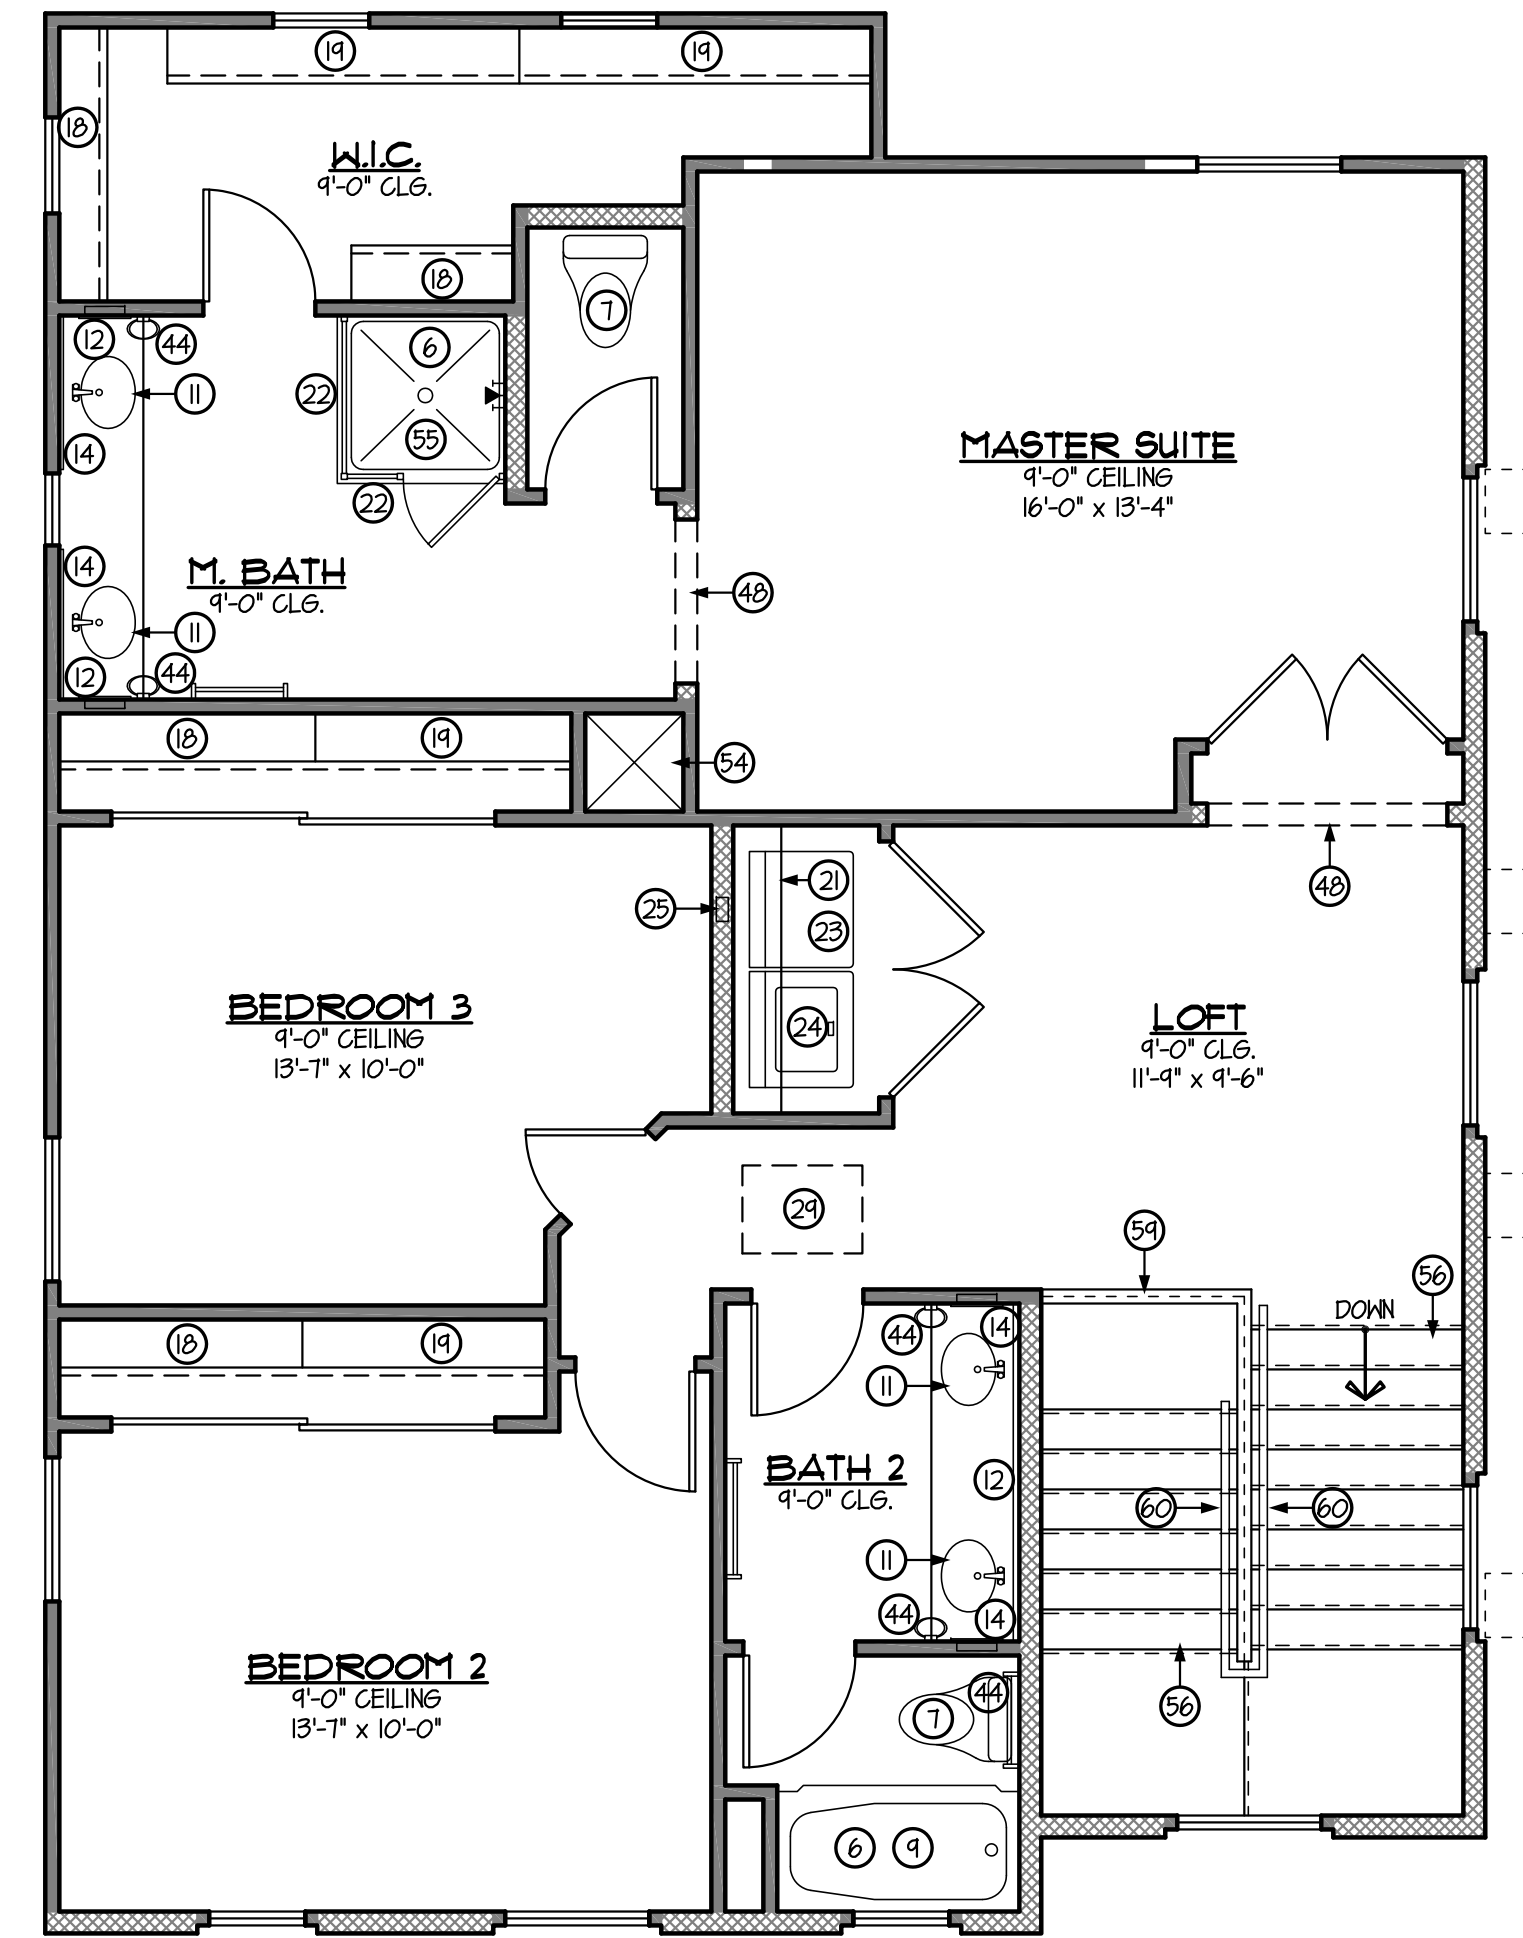 19
19
18
W.I.C.
9'-0" CLG.
18
7
12
44
6
22
11
55
14
22
MASTER SUITE
9'-0" CEILING
16'-0" x 13'-4"
14
M. BATH
9'-0" CLG.
48
11
12
44
18
19
54
21
48
25
23
BEDROOM 3
9'-0" CEILING
13'-7" x 10'-0"
24
LOFT
9'-0" CLG.
11'-9" x 9'-6"
29
59
56
DOWN
18
19
44
14
11
BATH 2
9'-0" CLG.
12
60
60
11
44
14
BEDROOM 2
9'-0" CEILING
13'-7" x 10'-0"
44
7
56
6
9